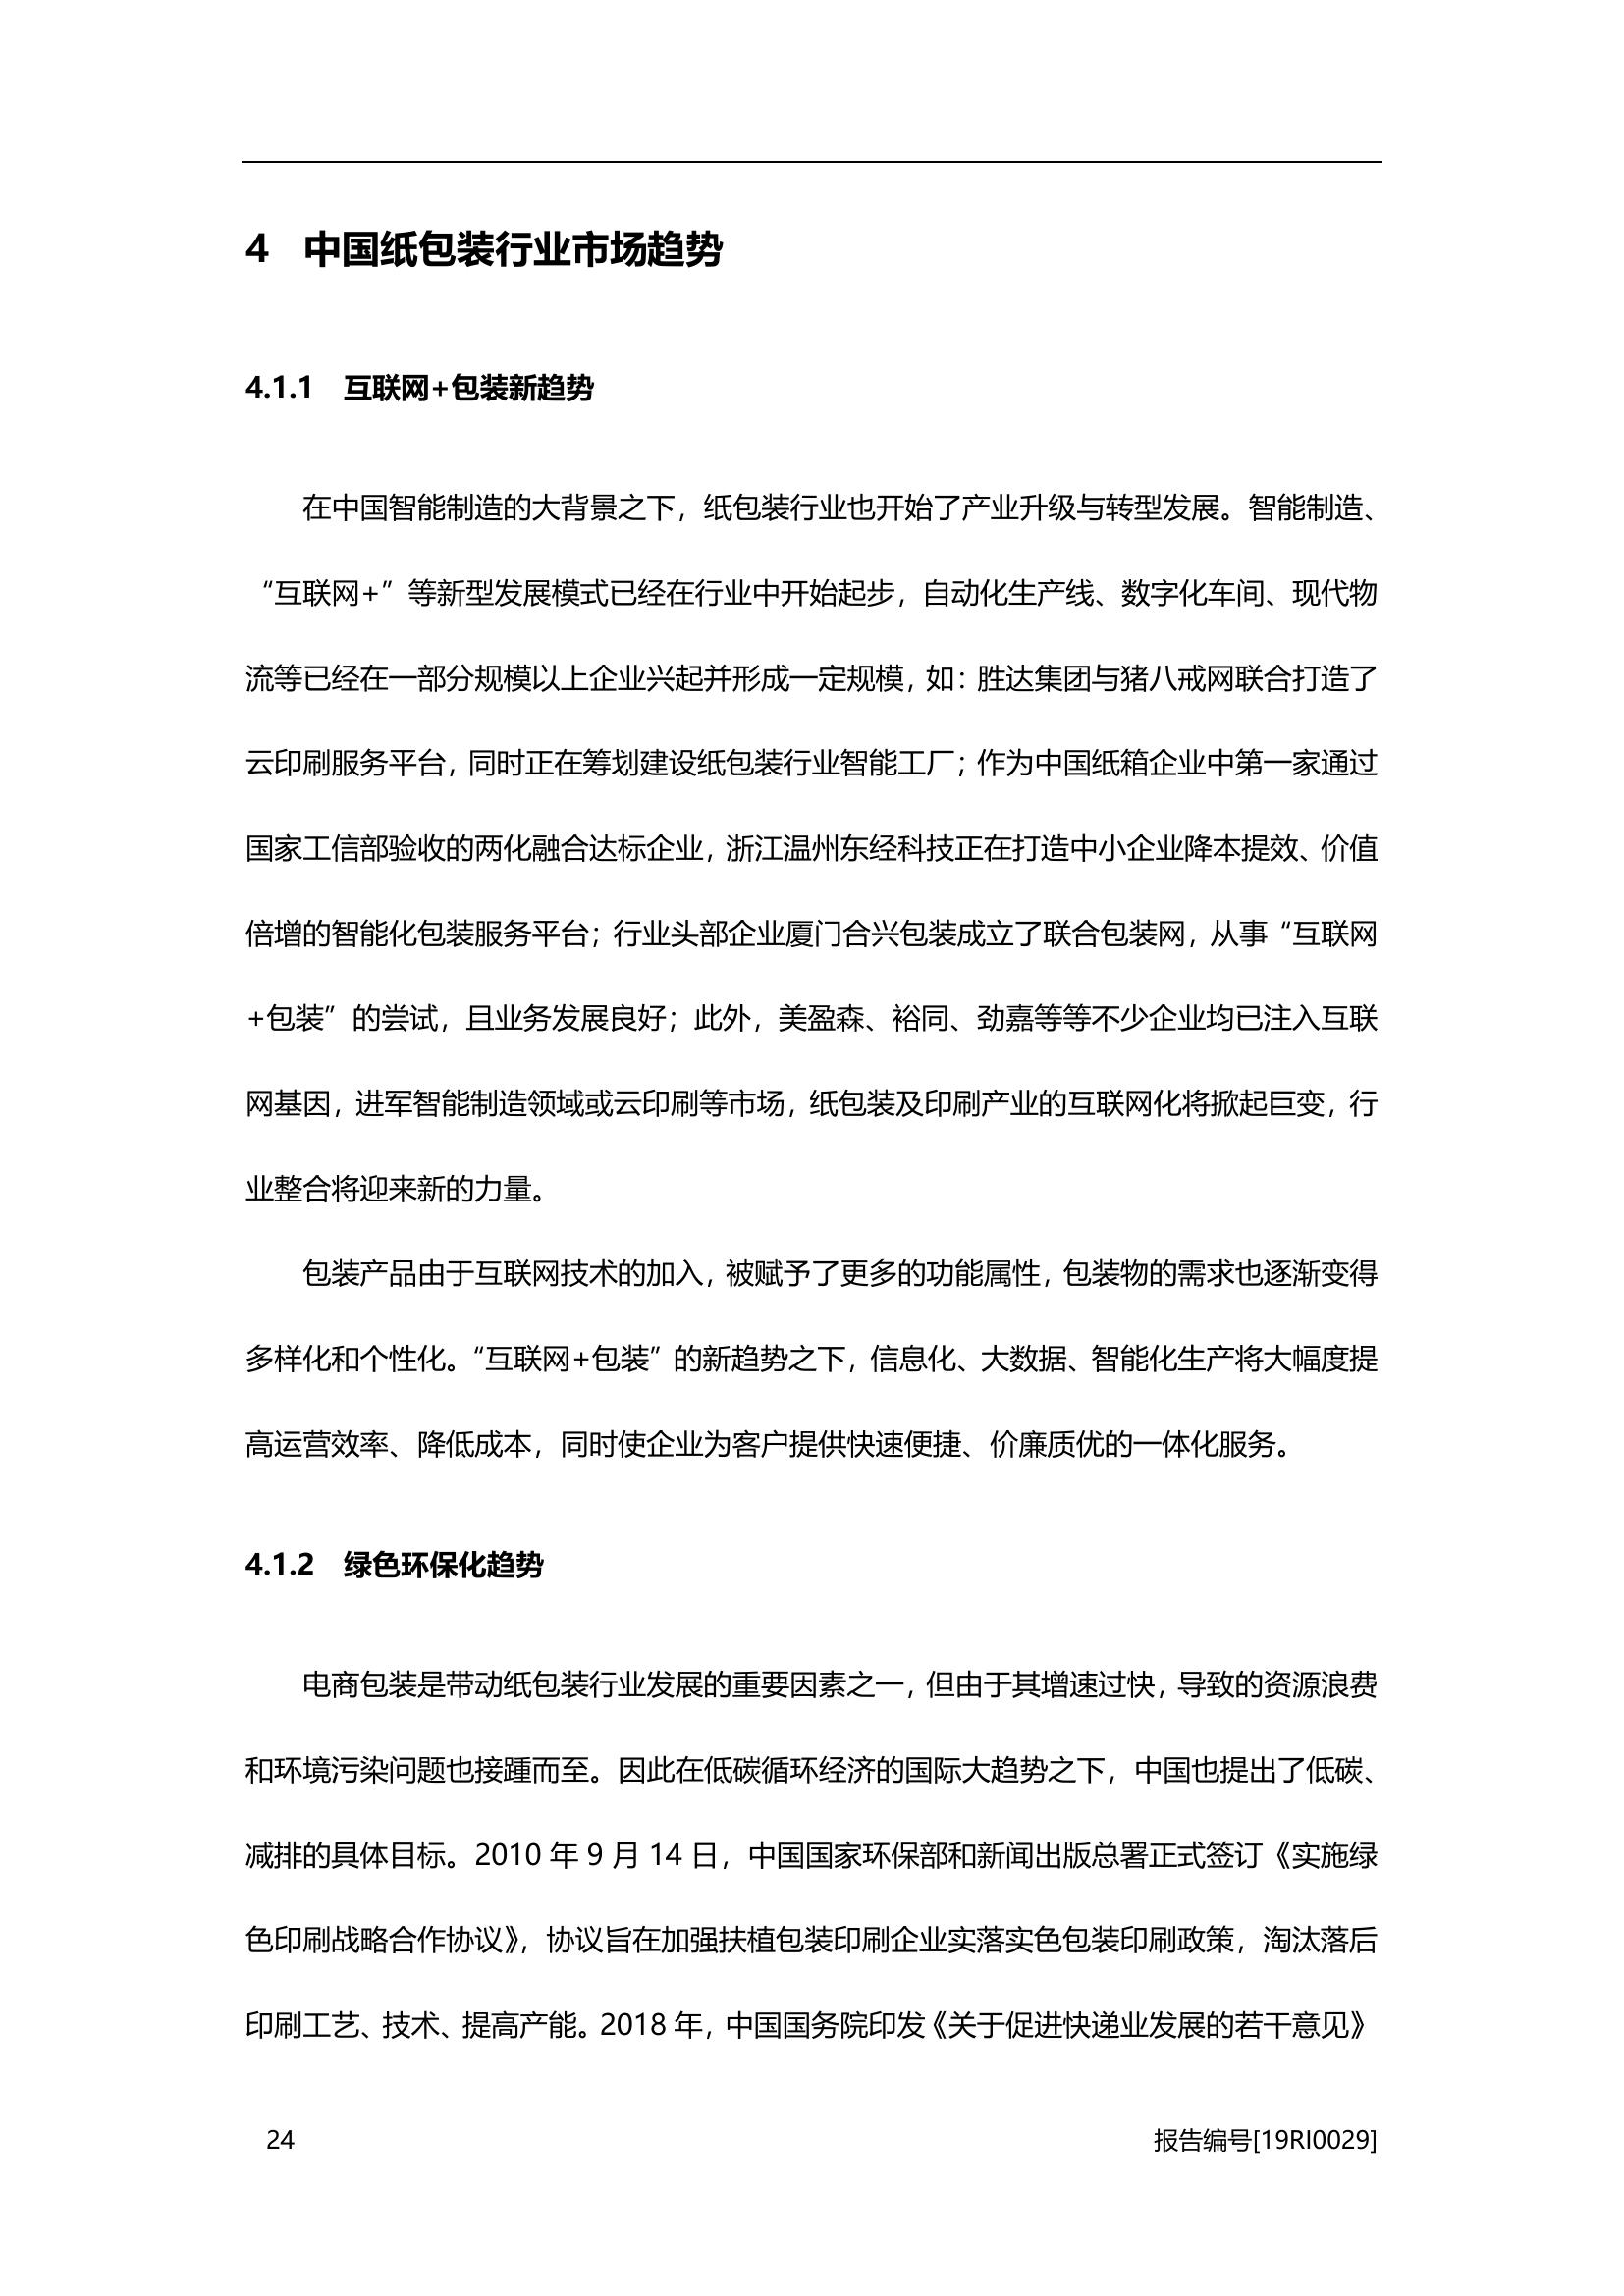 4 中国纸包装行业市场趋势
4.1.1 互联网+包装新趋势
在中国智能制造的大背景之下，纸包装行业也开始了产业升级与转型发展。智能制造、
“互联网+”等新型发展模式已经在行业中开始起步，自动化生产线、数字化车间、现代物
流等已经在一部分规模以上企业兴起并形成一定规模，如：胜达集团与猪八戒网联合打造了
云印刷服务平台，同时正在筹划建设纸包装行业智能工厂；作为中国纸箱企业中第一家通过
国家工信部验收的两化融合达标企业，浙江温州东经科技正在打造中小企业降本提效、价值
倍增的智能化包装服务平台；行业头部企业厦门合兴包装成立了联合包装网，从事“互联网
+包装”的尝试，且业务发展良好；此外，美盈森、裕同、劲嘉等等不少企业均已注入互联
网基因，进军智能制造领域或云印刷等市场，纸包装及印刷产业的互联网化将掀起巨变，行
业整合将迎来新的力量。
包装产品由于互联网技术的加入，被赋予了更多的功能属性，包装物的需求也逐渐变得
多样化和个性化。“互联网+包装”的新趋势之下，信息化、大数据、智能化生产将大幅度提
高运营效率、降低成本，同时使企业为客户提供快速便捷、价廉质优的一体化服务。
4.1.2 绿色环保化趋势
电商包装是带动纸包装行业发展的重要因素之一，但由于其增速过快，导致的资源浪费
和环境污染问题也接踵而至。因此在低碳循环经济的国际大趋势之下，中国也提出了低碳、
减排的具体目标。2010 年 9 月 14 日，中国国家环保部和新闻出版总署正式签订《实施绿
色印刷战略合作协议》，协议旨在加强扶植包装印刷企业实落实色包装印刷政策，淘汰落后
印刷工艺、技术、提高产能。2018 年，中国国务院印发《关于促进快递业发展的若干意见》
24 报告编号[19RI0029]